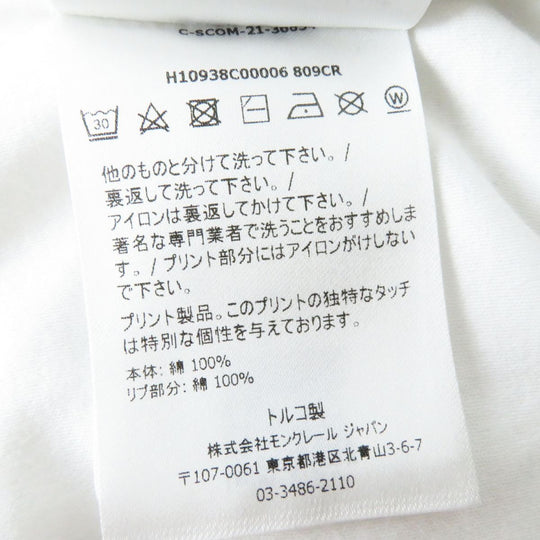 H10938C00006 809CR
30 W
他のものと分けて洗って下さい。/
裏返して洗って下さい。/
アイロンは裏返してかけて下さい。/
著名な専門業者で洗うことをおすすめしま
す。/ プリント部分にはアイロンがけしない
で下さい。
プリント製品。このプリントの独特なタッチ
は特別な個性を与えております。
本体: 綿 100%
リブ部分: 綿 100%
トルコ製
株式会社モンクレール ジャパン
〒107-0061 東京都港区北青山3-6-7
03-3486-2110